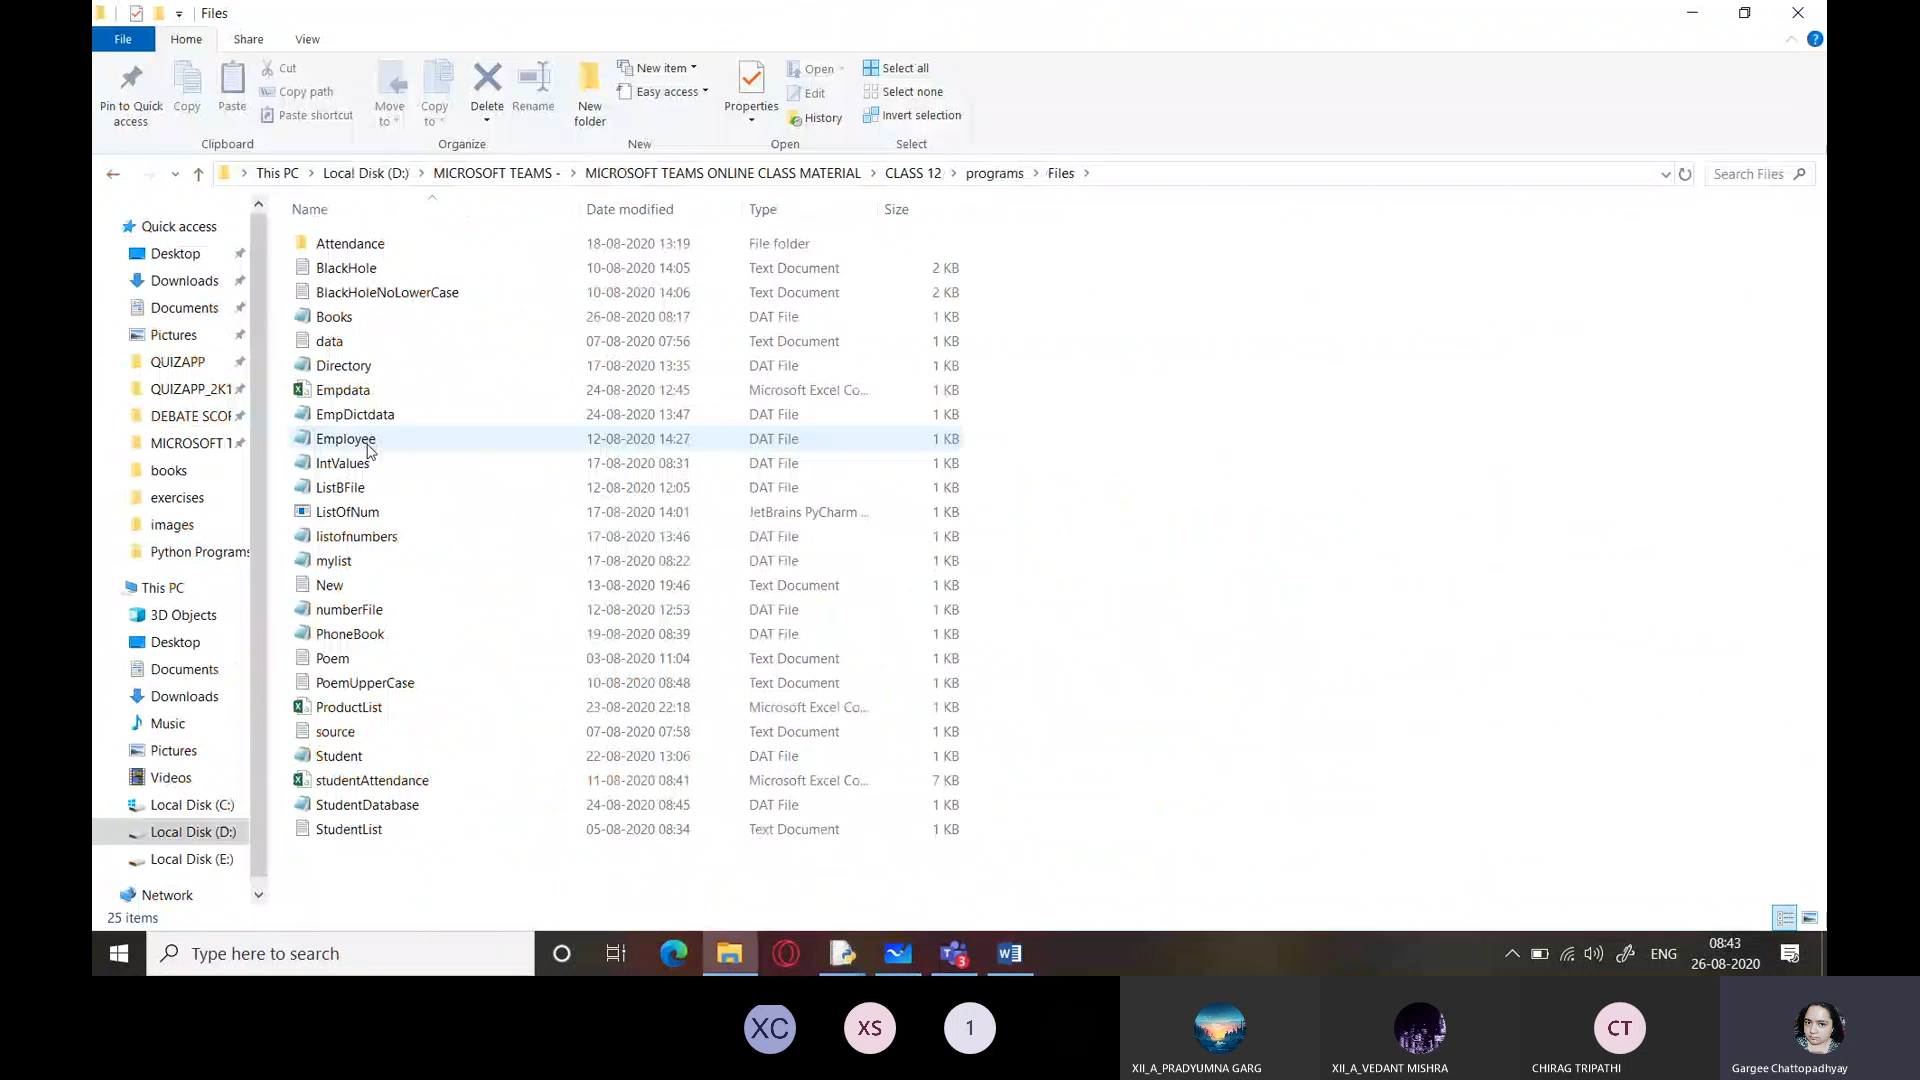 Files
File Home Share View
Pin to Quick access
Copy
Paste
Cut
Copy path
Paste shortcut
Clipboard
Move to
Copy to
Delete
Rename
Organize
New folder
New item
Easy access
New
Properties
Open
Edit
History
Open
Select all
Select none
Invert selection
Select
This PC > Local Disk (D:) > MICROSOFT TEAMS - > MICROSOFT TEAMS ONLINE CLASS MATERIAL > CLASS 12 > programs > Files >
Search Files
Quick access
Desktop
Downloads
Documents
Pictures
QUIZAPP
QUIZAPP_2K1
DEBATE SCOF
MICROSOFT T
books
exercises
images
Python Programs
This PC
3D Objects
Desktop
Documents
Downloads
Music
Pictures
Videos
Local Disk (C:)
Local Disk (D:)
Local Disk (E:)
Network
Name Date modified Type Size
Attendance 18-08-2020 13:19 File folder
BlackHole 10-08-2020 14:05 Text Document 2 KB
BlackHoleNoLowerCase 10-08-2020 14:06 Text Document 2 KB
Books 26-08-2020 08:17 DAT File 1 KB
data 07-08-2020 07:56 Text Document 1 KB
Directory 17-08-2020 13:35 DAT File 1 KB
Empdata 24-08-2020 12:45 Microsoft Excel Co... 1 KB
EmpDictdata 24-08-2020 13:47 DAT File 1 KB
Employee 12-08-2020 14:27 DAT File 1 KB
IntValues 17-08-2020 08:31 DAT File 1 KB
ListBFile 12-08-2020 12:05 DAT File 1 KB
ListOfNum 17-08-2020 14:01 JetBrains PyCharm ... 1 KB
listofnumbers 17-08-2020 13:46 DAT File 1 KB
mylist 17-08-2020 08:22 DAT File 1 KB
New 13-08-2020 19:46 Text Document 1 KB
numberFile 12-08-2020 12:53 DAT File 1 KB
PhoneBook 19-08-2020 08:39 DAT File 1 KB
Poem 03-08-2020 11:04 Text Document 1 KB
PoemUpperCase 10-08-2020 08:48 Text Document 1 KB
ProductList 23-08-2020 22:18 Microsoft Excel Co... 1 KB
source 07-08-2020 07:58 Text Document 1 KB
Student 22-08-2020 13:06 DAT File 1 KB
studentAttendance 11-08-2020 08:41 Microsoft Excel Co... 7 KB
StudentDatabase 24-08-2020 08:45 DAT File 1 KB
StudentList 05-08-2020 08:34 Text Document 1 KB
25 items
Type here to search
3
ENG
08:43
26-08-2020
XC
XS
1
CT
XII_A_PRADYUMNA GARG
XII_A_VEDANT MISHRA
CHIRAG TRIPATHI
Gargee Chattopadhyay